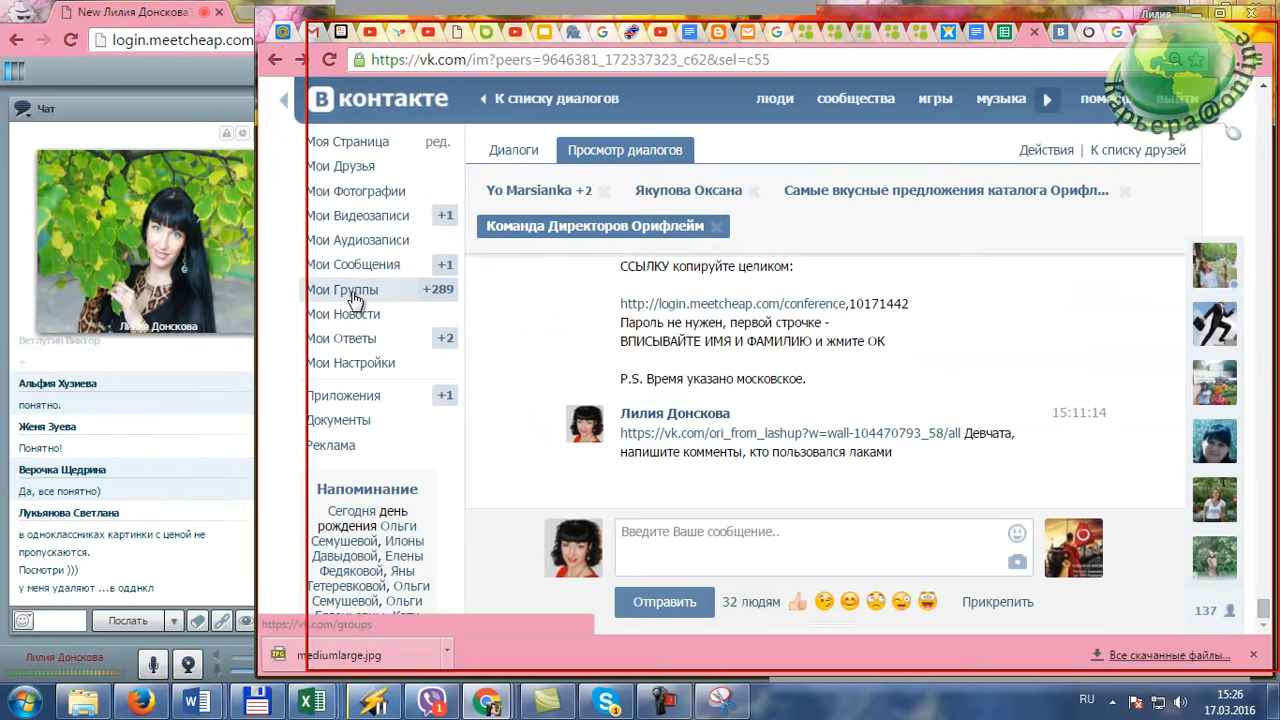 New Лилия Донскова
Лилия
login.meetcheap.com
https://vk.com/im?peers=9646381_172337323_c62&sel=c55
Карьера@online
Чат
Лилия Донскова
Ветлугин Виктор
Альфия Хузиева
понятно.
Женя Зуева
Понятно!
Верочка Щедрина
Да, все понятно)
Лукьянова Светлана
в одноклассниках картинки с ценой не
пропускаются.
Посмотри )))
у меня удаляют ...в однкл
Послать
Лилия Донскова
В контакте
К списку диалогов
люди
сообщества
игры
музыка
выйти
Моя Страница
ред.
Мои Друзья
Мои Фотографии
Мои Видеозаписи +1
Мои Аудиозаписи
Мои Сообщения +1
Мои Группы +289
Мои Новости
Мои Ответы +2
Мои Настройки
Приложения +1
Документы
Реклама
Напоминание
Сегодня день
рождения Ольги
Семушевой, Илоны
Давыдовой, Елены
Федяковой, Яны
Тетеревковой, Ольги
Семушевой, Ольги
Диалоги
Просмотр диалогов
Действия | К списку друзей
Yo Marsianka +2
Якупова Оксана
Самые вкусные предложения каталога Орифл...
Команда Директоров Орифлейм
ССЫЛКУ копируйте целиком:
http://login.meetcheap.com/conference,10171442
Пароль не нужен, первой строчке -
ВПИСЫВАЙТЕ ИМЯ И ФАМИЛИЮ и жмите ОК
P.S. Время указано московское.
Лилия Донскова 15:11:14
https://vk.com/ori_from_lashup?w=wall-104470793_58/all Девчата,
напишите комменты, кто пользовался лаками
Введите Ваше сообщение..
Отправить
32 людям
Прикрепить
137
https://vk.com/groups
mediumlarge.jpg
Все скачанные файлы...
RU
15:26
17.03.2016